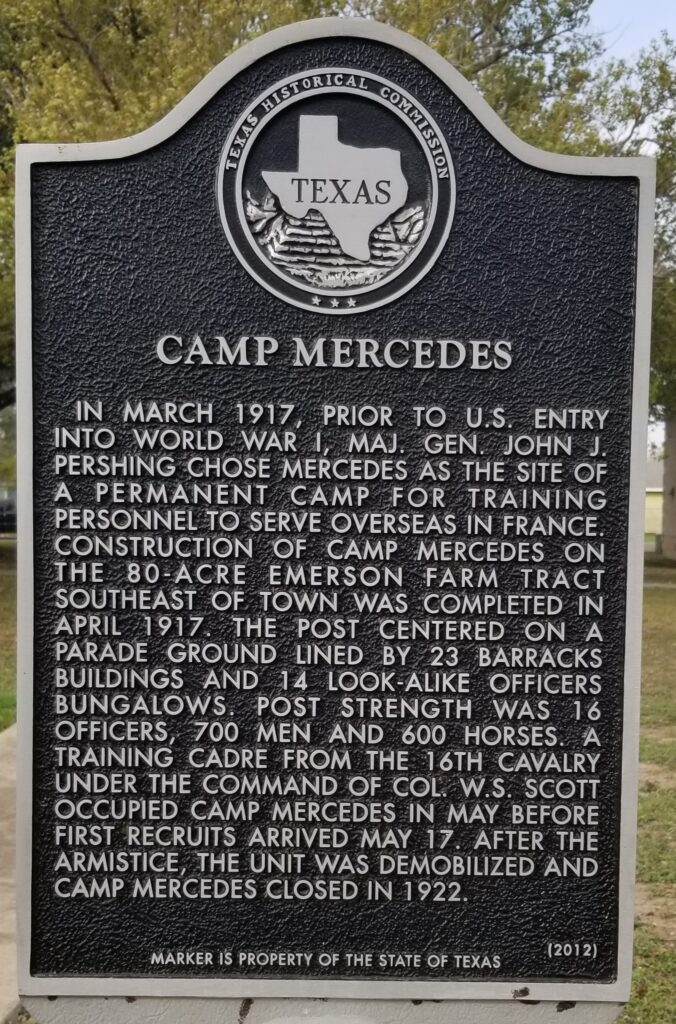 TEXAS HISTORICAL COMMISSION
TEXAS
CAMP MERCEDES
IN MARCH 1917, PRIOR TO U.S. ENTRY
INTO WORLD WAR I, MAJ. GEN. JOHN J.
PERSHING CHOSE MERCEDES AS THE SITE OF
A PERMANENT CAMP FOR TRAINING
PERSONNEL TO SERVE OVERSEAS IN FRANCE.
CONSTRUCTION OF CAMP MERCEDES ON
THE 80-ACRE EMERSON FARM TRACT
SOUTHEAST OF TOWN WAS COMPLETED IN
APRIL 1917. THE POST CENTERED ON A
PARADE GROUND LINED BY 23 BARRACKS
BUILDINGS AND 14 LOOK-ALIKE OFFICERS
BUNGALOWS. POST STRENGTH WAS 16
OFFICERS, 700 MEN AND 600 HORSES. A
TRAINING CADRE FROM THE 16TH CAVALRY
UNDER THE COMMAND OF COL. W.S. SCOTT
OCCUPIED CAMP MERCEDES IN MAY BEFORE
FIRST RECRUITS ARRIVED MAY 17. AFTER THE
ARMISTICE, THE UNIT WAS DEMOBILIZED AND
CAMP MERCEDES CLOSED IN 1922.
(2012)
MARKER IS PROPERTY OF THE STATE OF TEXAS